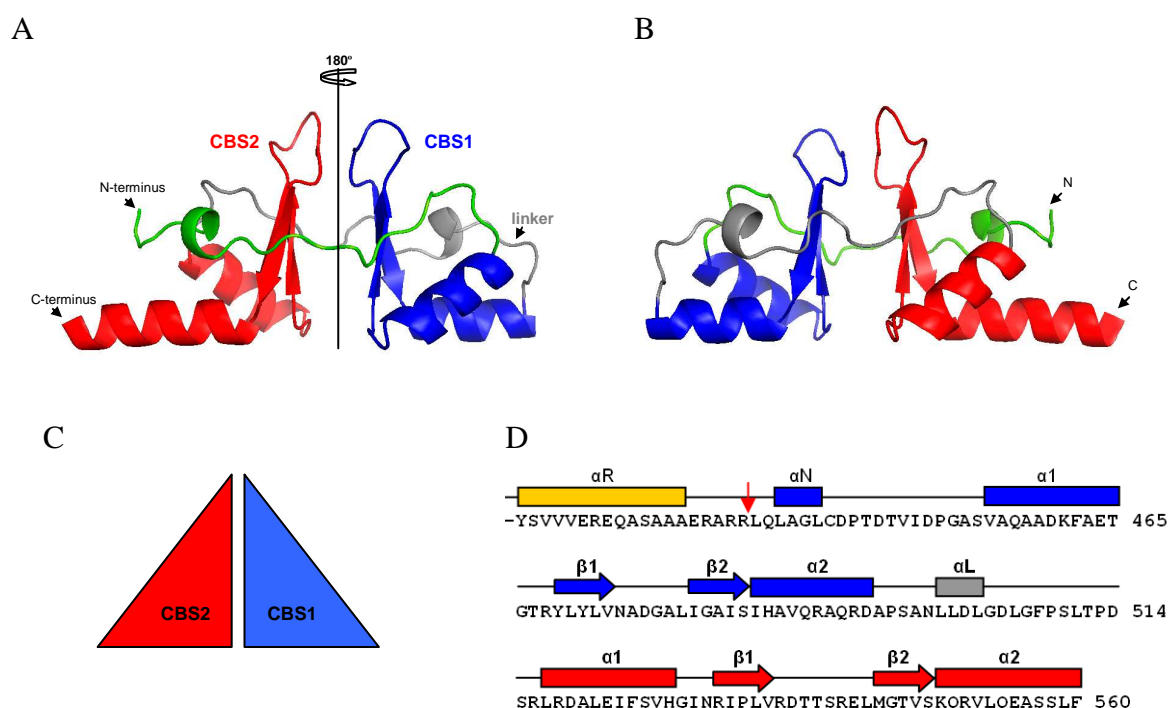 A
B
180°
CBS2
CBS1
N-terminus
linker
C-terminus
N
C
C
D
CBS2
CBS1
αR
αN
α1
–YSVVVEREQASAAAERARRLQLAGLCDPTDTVIDPGASVAQAADKFAET 465
β1
β2
α2
αL
GTRYLYLVNADGALIGAISIHAVQRAQRDAPSANLLDLGDLGFPSLTPD 514
α1
β1
β2
α2
SRLRDALEIFSVHGINRIPLVRDTTSRELMGTVSKQRVLQEASSLF 560